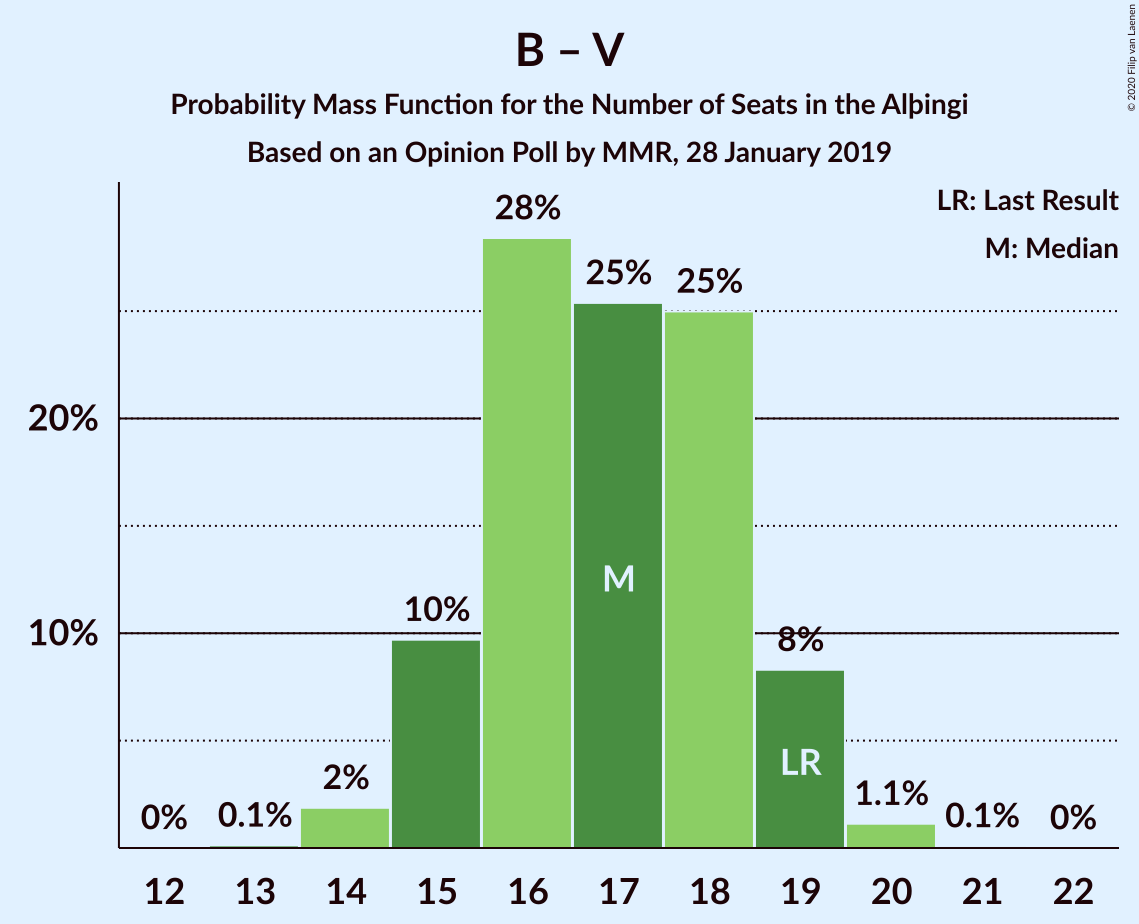 B – V
Probability Mass Function for the Number of Seats in the Alþingi
Based on an Opinion Poll by MMR, 28 January 2019
© 2020 Filip van Laenen
LR: Last Result
M: Median
28%
25%
25%
20%
10%
10%
8%
2%
1.1%
0%
0.1%
0.1%
0%
M
LR
12 13 14 15 16 17 18 19 20 21 22